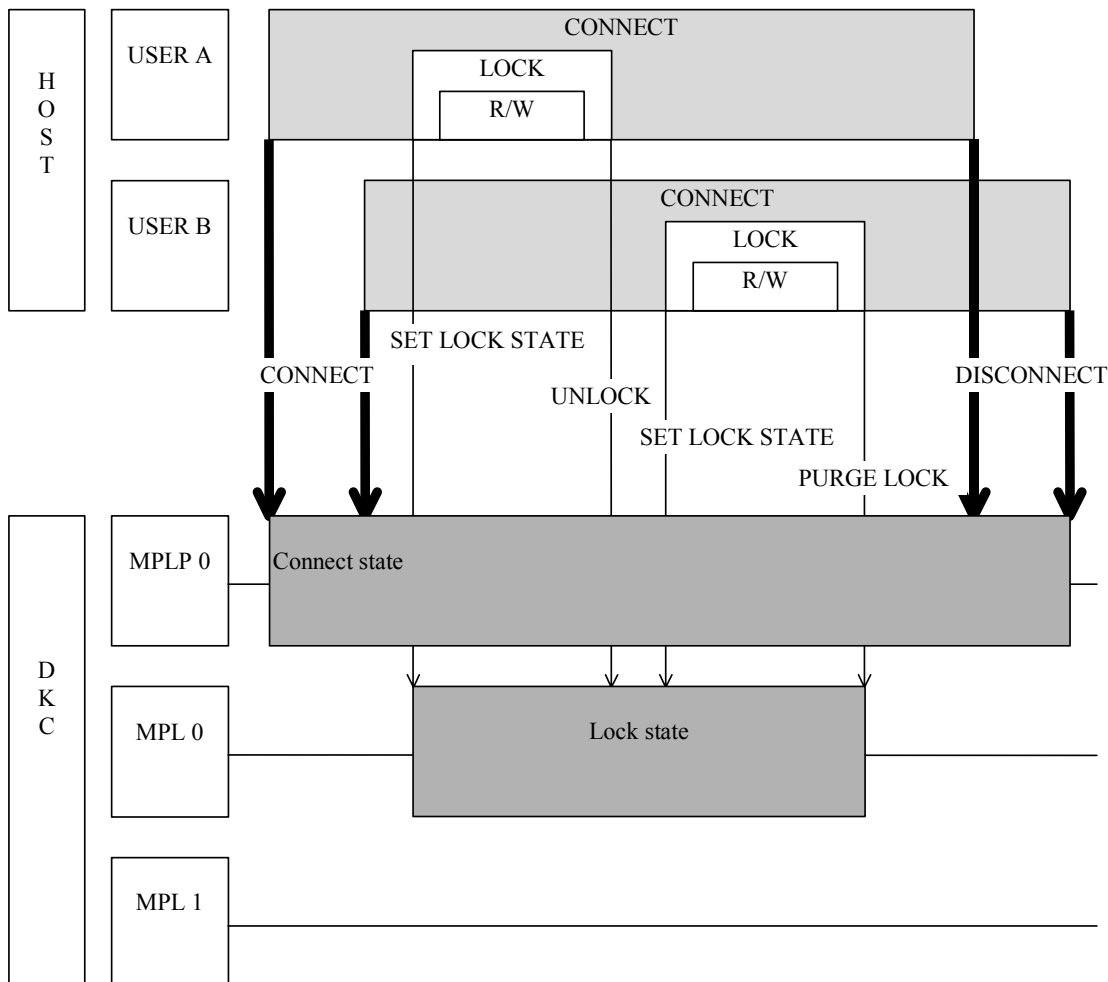 CONNECT
USER A
LOCK
R/W
H
O
S
T
CONNECT
USER B
LOCK
R/W
SET LOCK STATE
CONNECT
DISCONNECT
UNLOCK
SET LOCK STATE
PURGE LOCK
MPLP 0
Connect state
D
K
C
MPL 0
Lock state
MPL 1